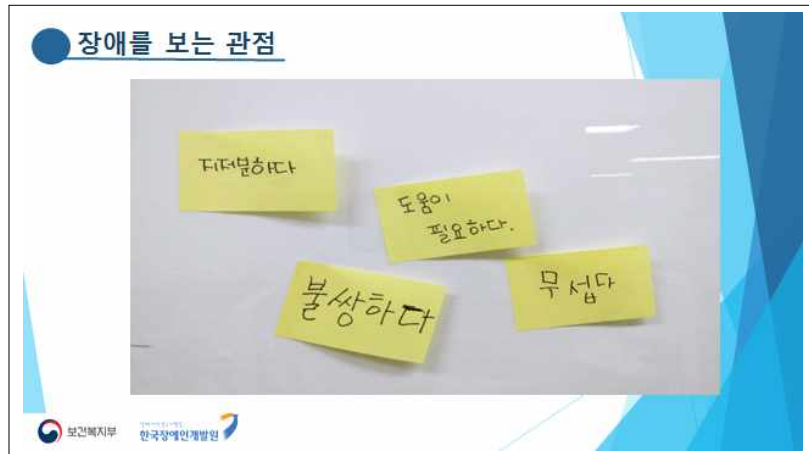 장애를 보는 관점
지저분하다
도움이
필요하다.
불쌍하다
무섭다
보건복지부
한국장애인개발원